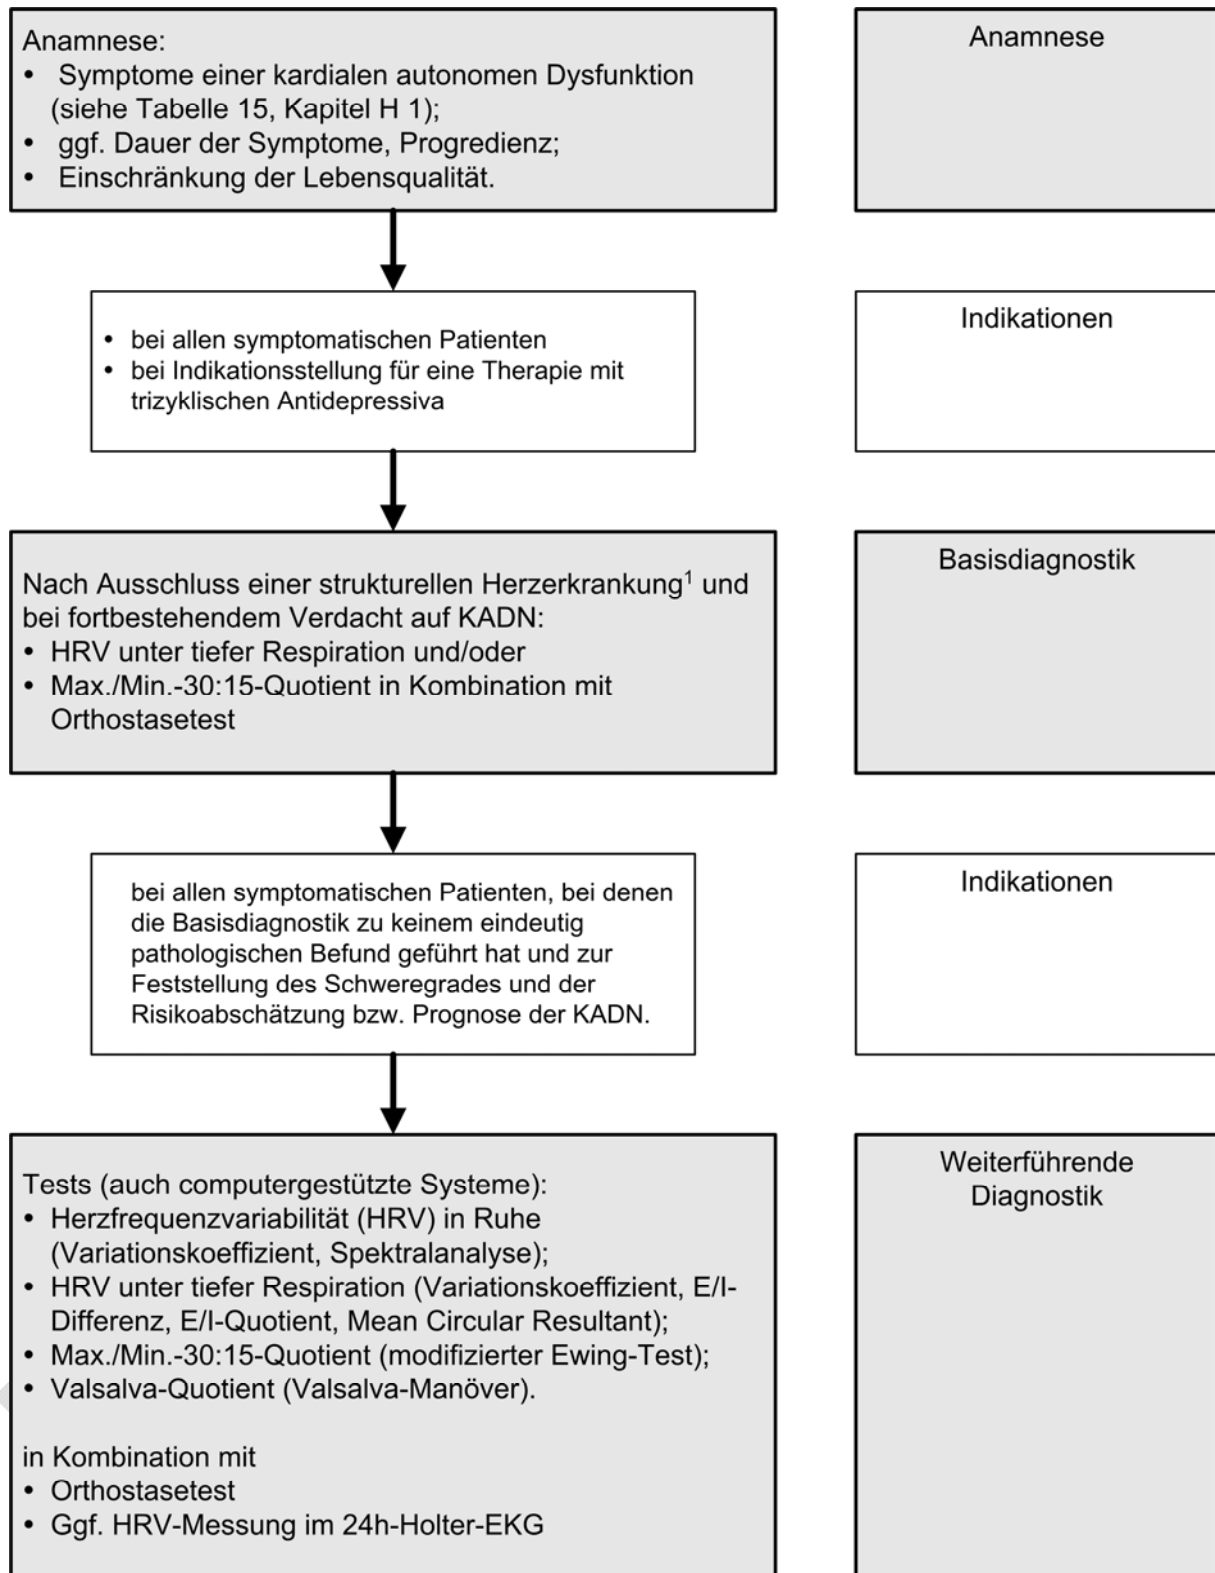 Anamnese:
• Symptome einer kardialen autonomen Dysfunktion
(siehe Tabelle 15, Kapitel H 1);
• ggf. Dauer der Symptome, Progredienz;
• Einschränkung der Lebensqualität.
Anamnese
• bei allen symptomatischen Patienten
• bei Indikationsstellung für eine Therapie mit
trizyklischen Antidepressiva
Indikationen
Nach Ausschluss einer strukturellen Herzerkrankung¹ und
bei fortbestehendem Verdacht auf KADN:
• HRV unter tiefer Respiration und/oder
• Max./Min.-30:15-Quotient in Kombination mit
Orthostasetest
Basisdiagnostik
bei allen symptomatischen Patienten, bei denen
die Basisdiagnostik zu keinem eindeutig
pathologischen Befund geführt hat und zur
Feststellung des Schweregrades und der
Risikoabschätzung bzw. Prognose der KADN.
Indikationen
Tests (auch computergestützte Systeme):
• Herzfrequenzvariabilität (HRV) in Ruhe
(Variationskoeffizient, Spektralanalyse);
• HRV unter tiefer Respiration (Variationskoeffizient, E/I-
Differenz, E/I-Quotient, Mean Circular Resultant);
• Max./Min.-30:15-Quotient (modifizierter Ewing-Test);
• Valsalva-Quotient (Valsalva-Manöver).
in Kombination mit
• Orthostasetest
• Ggf. HRV-Messung im 24h-Holter-EKG
Weiterführende
Diagnostik